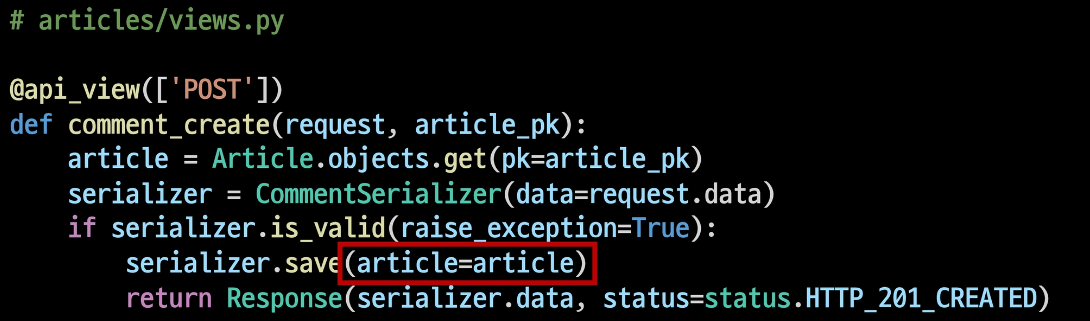 # articles/views.py
@api_view(['POST'])
def comment_create(request, article_pk):
    article = Article.objects.get(pk=article_pk)
    serializer = CommentSerializer(data=request.data)
    if serializer.is_valid(raise_exception=True):
        serializer.save(article=article)
        return Response(serializer.data, status=status.HTTP_201_CREATED)